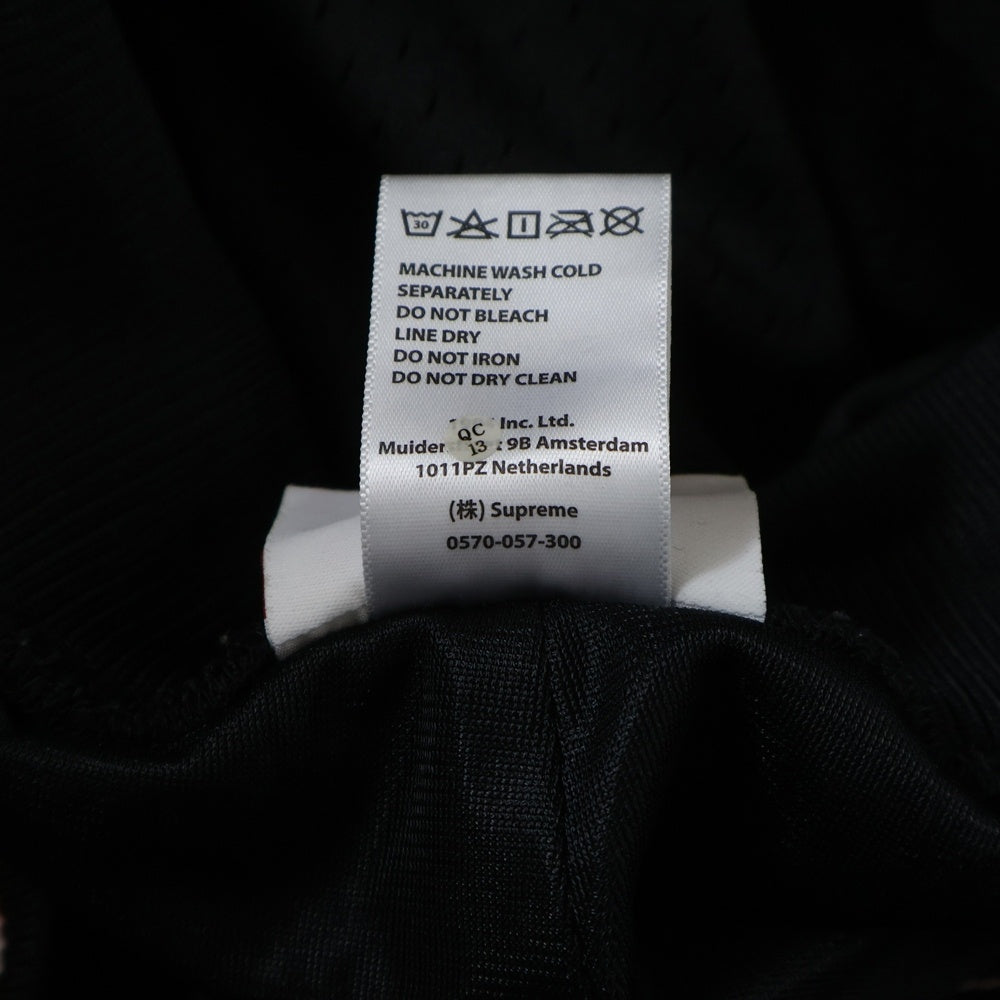 30
MACHINE WASH COLD
SEPARATELY
DO NOT BLEACH
LINE DRY
DO NOT IRON
DO NOT DRY CLEAN
Inc. Ltd.
QC
13
9B Amsterdam
1011PZ Netherlands
(株) Supreme
0570-057-300